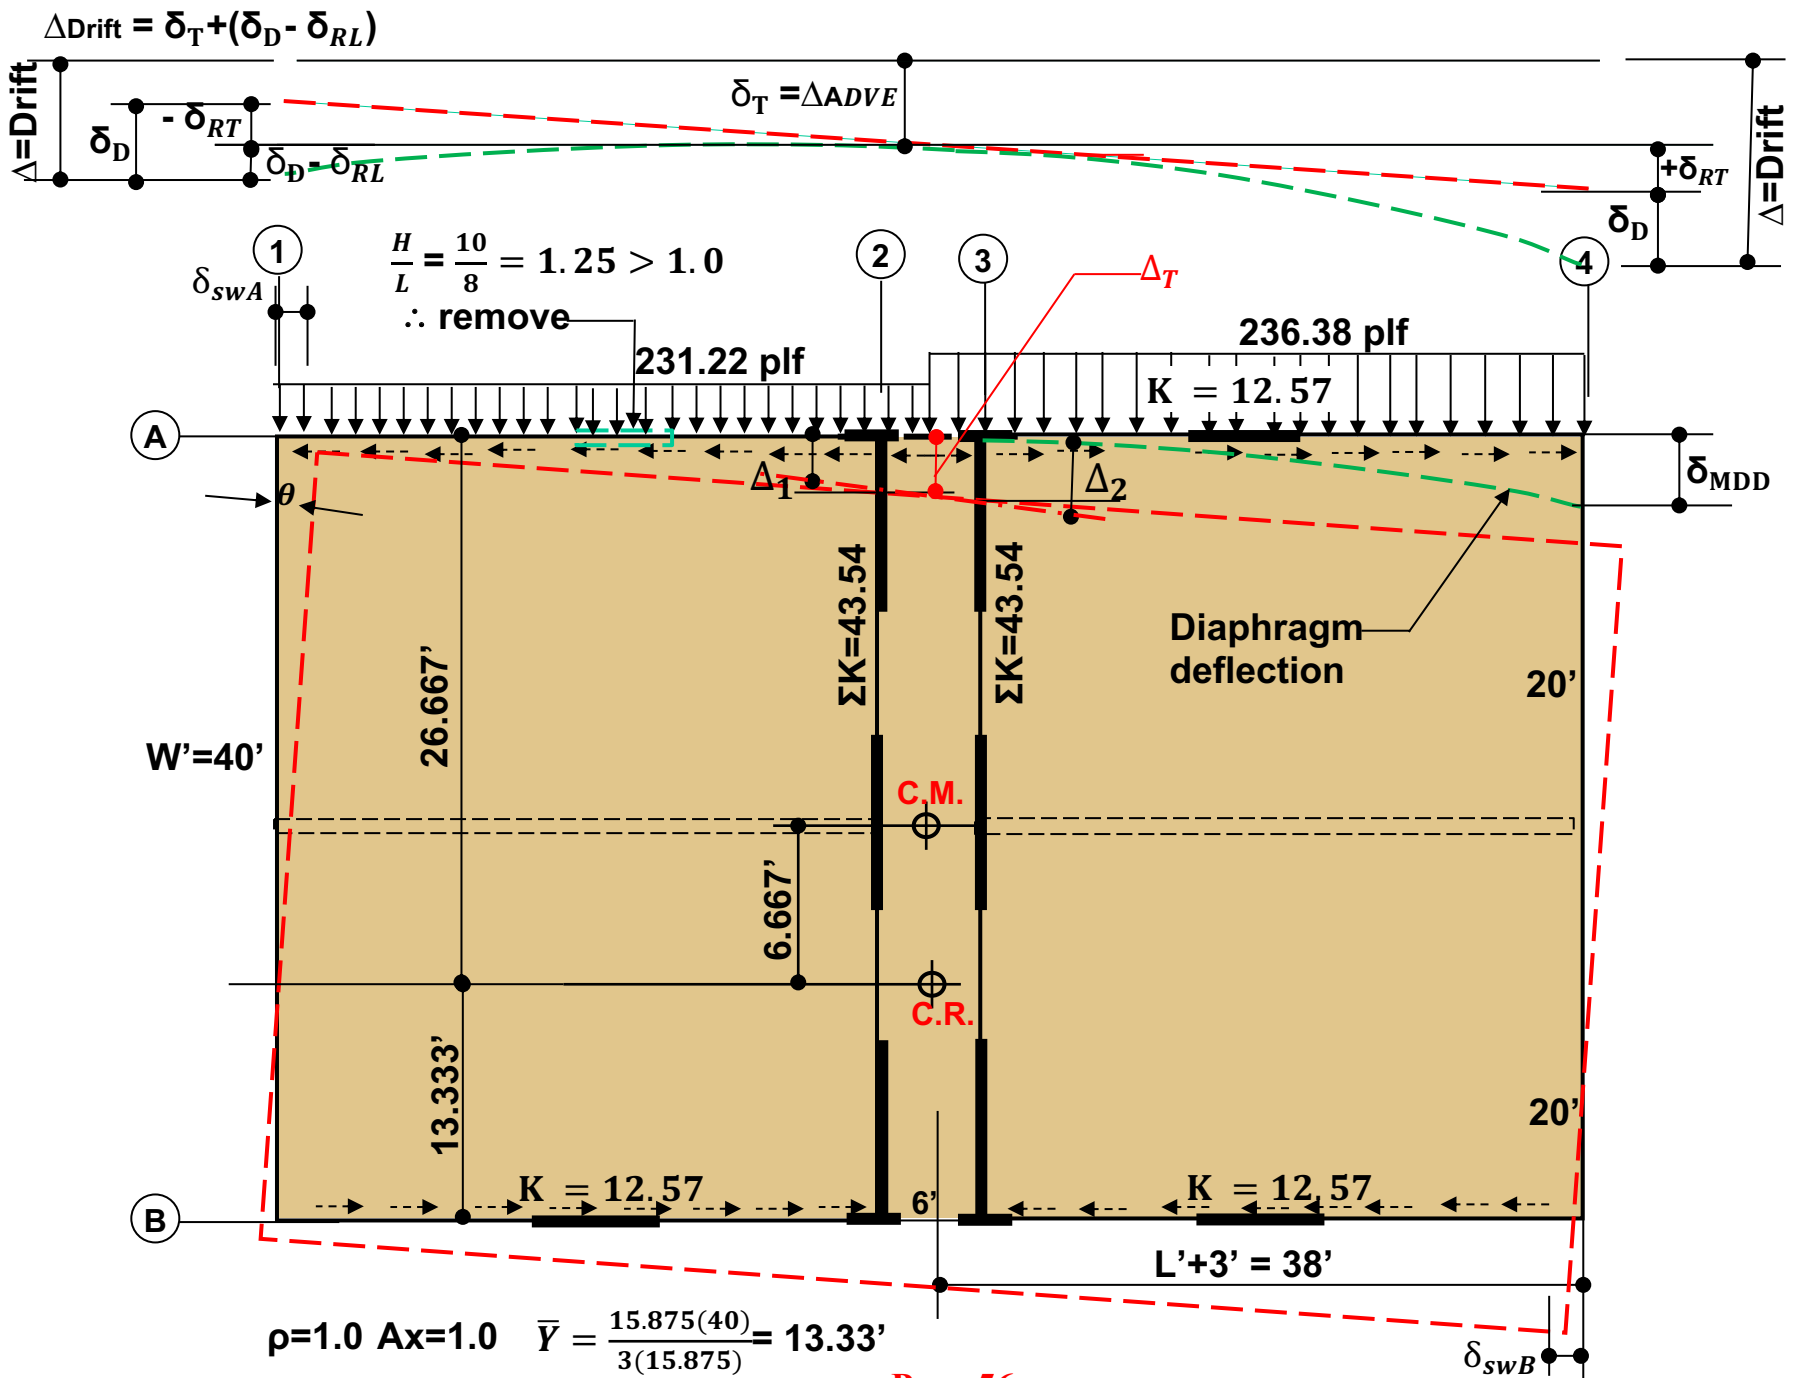 ΔDrift = δT+(δD- δRL)
Δ=Drift
δD
- δRT
δD- δRL
δT =ΔADVE
+δRT
δD
Δ=Drift
1
2
3
4
δswA
H/L = 10/8 = 1.25 > 1.0
∴ remove
ΔT
231.22 plf
236.38 plf
K = 12.57
A
θ
Δ1
Δ2
δMDD
ΣK=43.54
ΣK=43.54
Diaphragm
deflection
26.667’
20’
W’=40’
C.M.
6.667’
C.R.
13.333’
20’
K = 12.57
6’
K = 12.57
B
L’+3’ = 38’
ρ=1.0 Ax=1.0 Y̅ = 15.875(40)/3(15.875) = 13.33’
δswB